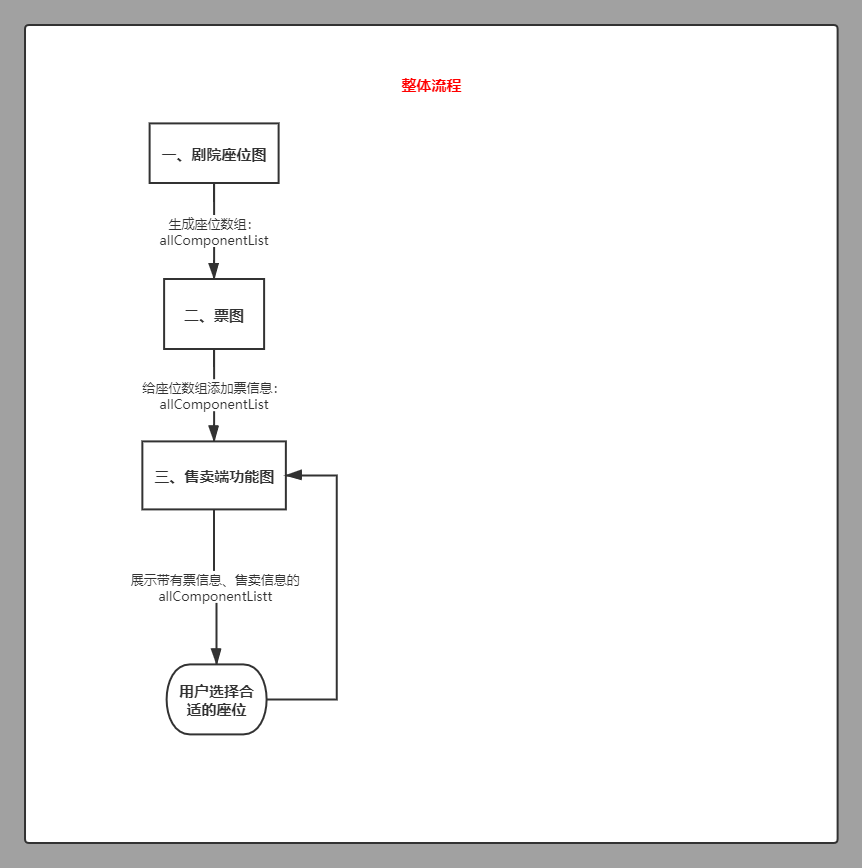 整体流程
一、剧院座位图
生成座位数组：
allComponentList
二、票图
给座位数组添加票信息：
allComponentList
三、售卖端功能图
展示带有票信息、售卖信息的
allComponentListt
用户选择合
适的座位